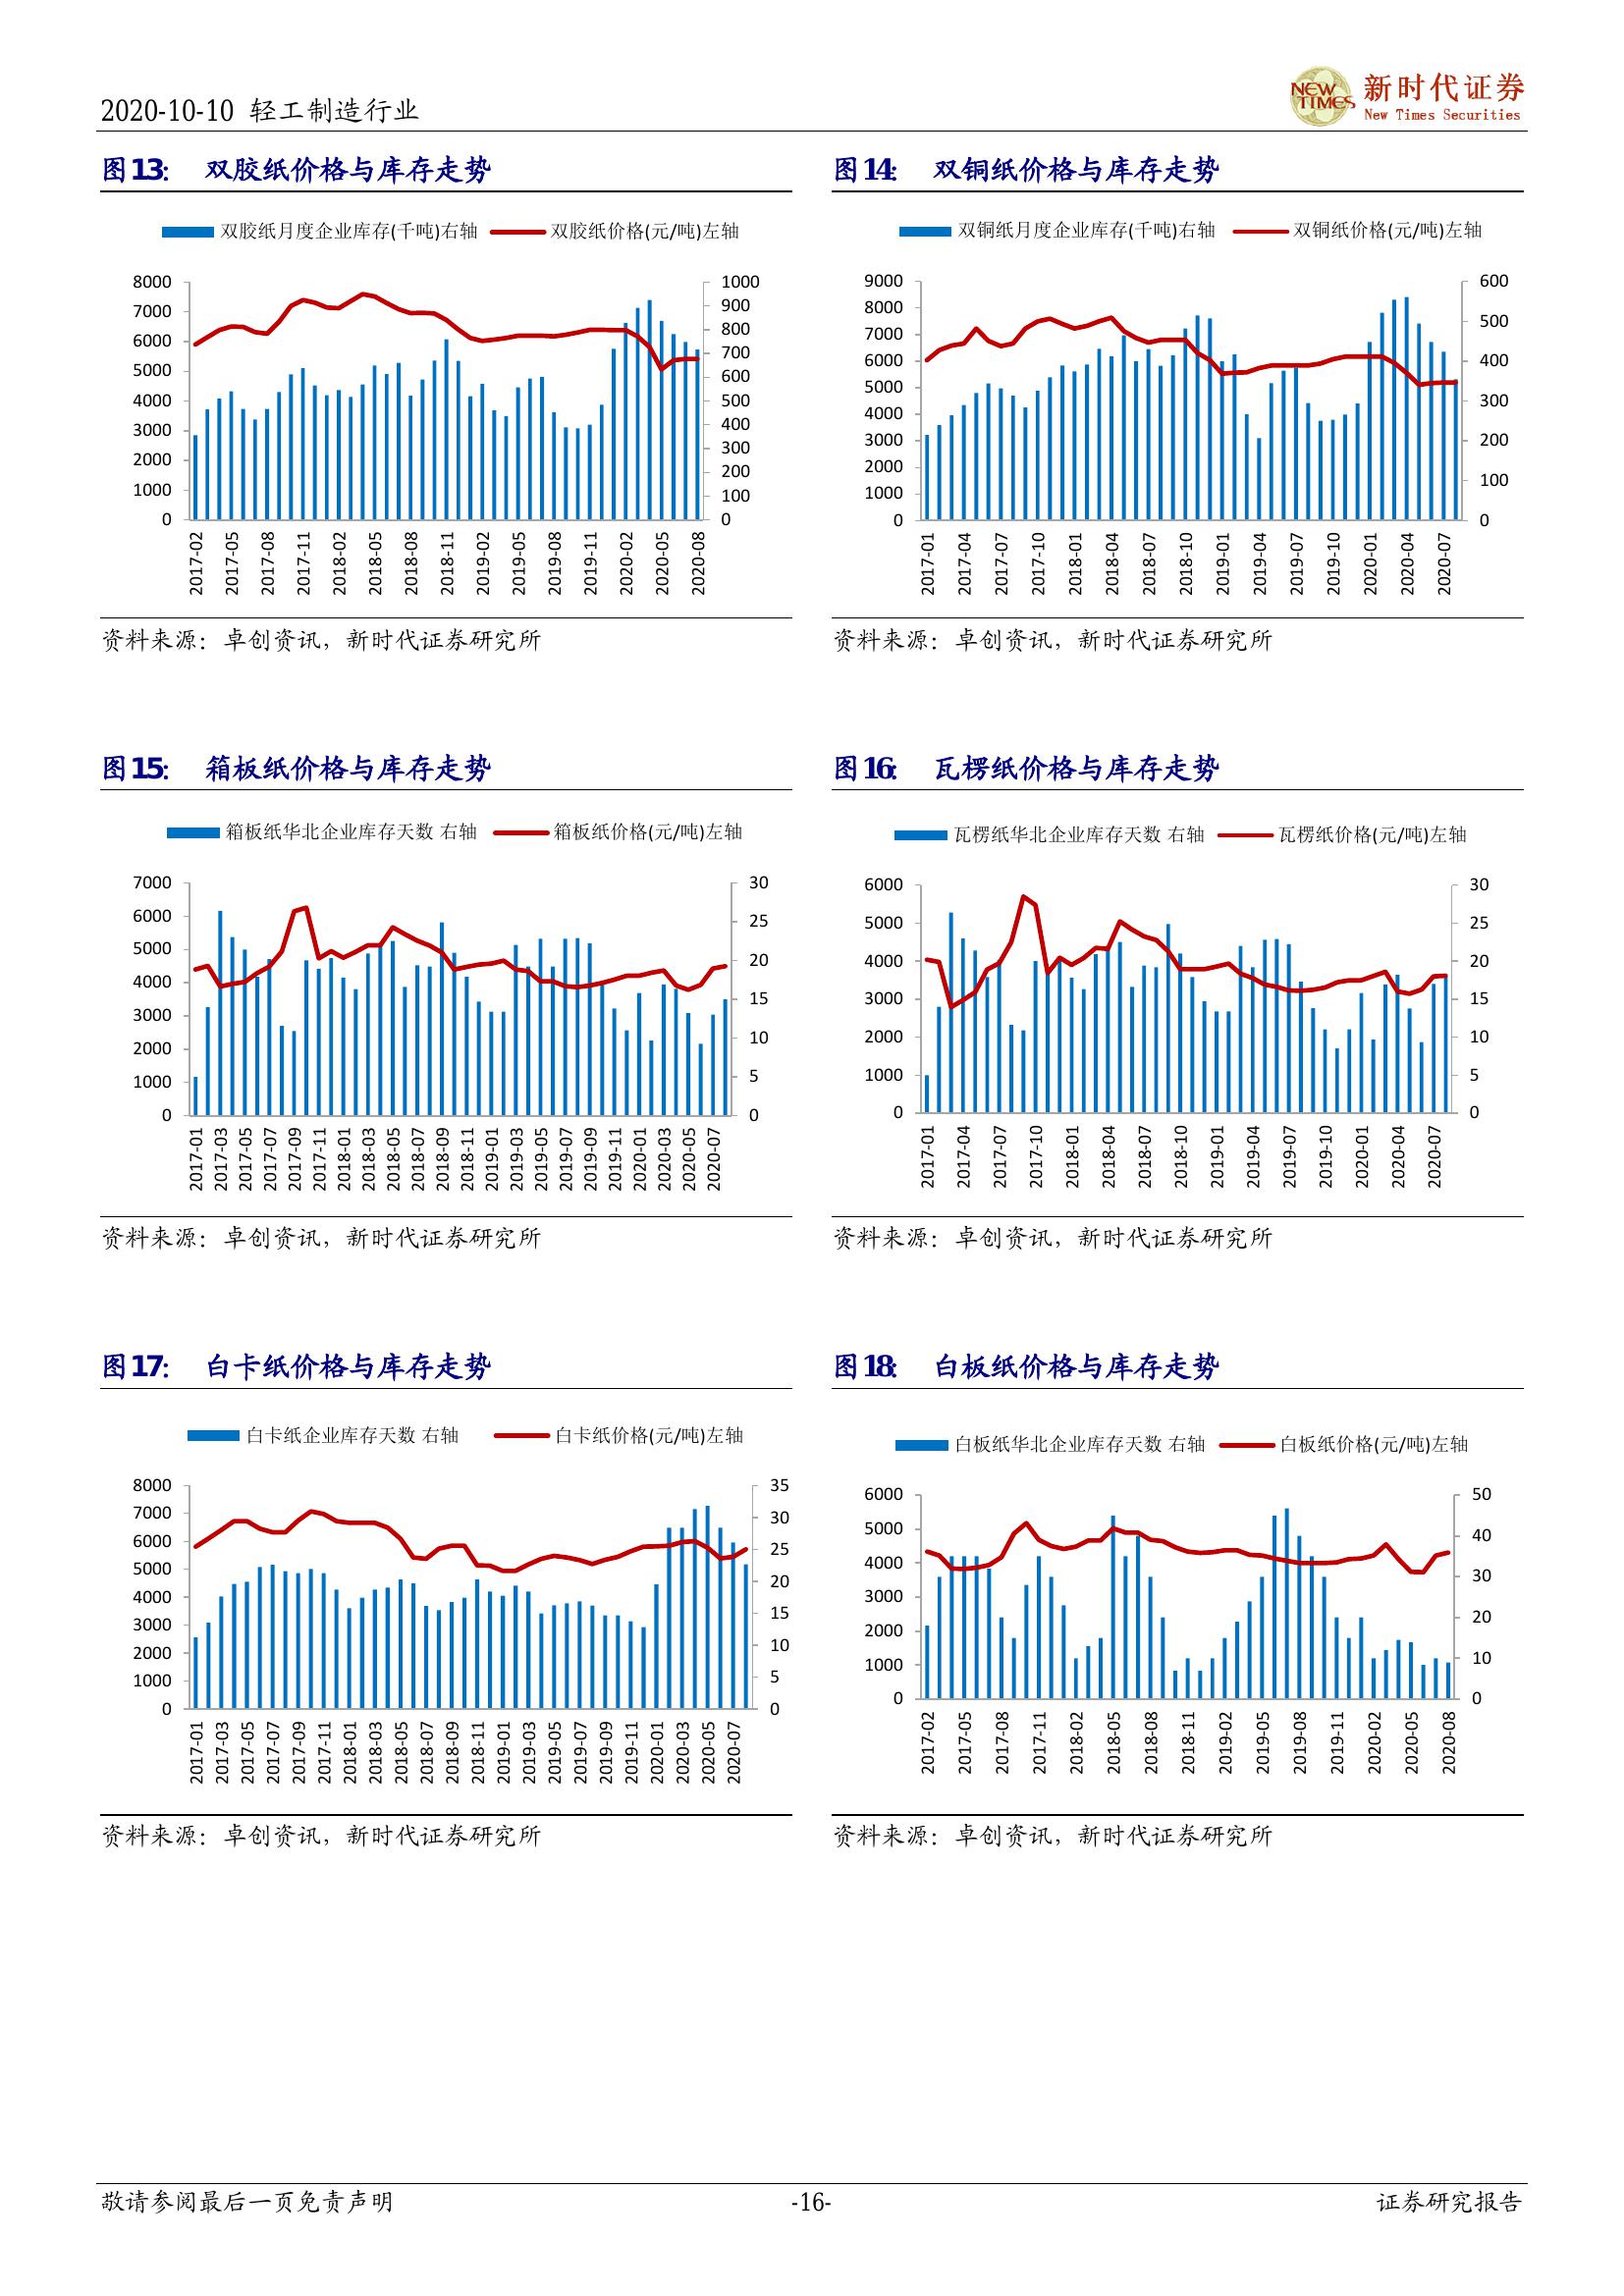 2020-10-10 轻工制造行业
NEW TIMES
新时代证券
New Times Securities
图13: 双胶纸价格与库存走势
双胶纸月度企业库存(千吨)右轴 双胶纸价格(元/吨)左轴
8000 7000 6000 5000 4000 3000 2000 1000 0
1000 900 800 700 600 500 400 300 200 100 0
2017-02 2017-05 2017-08 2017-11 2018-02 2018-05 2018-08 2018-11 2019-02 2019-05 2019-08 2019-11 2020-02 2020-05 2020-08
资料来源：卓创资讯，新时代证券研究所
图14: 双铜纸价格与库存走势
双铜纸月度企业库存(千吨)右轴 双铜纸价格(元/吨)左轴
9000 8000 7000 6000 5000 4000 3000 2000 1000 0
600 500 400 300 200 100 0
2017-01 2017-04 2017-07 2017-10 2018-01 2018-04 2018-07 2018-10 2019-01 2019-04 2019-07 2019-10 2020-01 2020-04 2020-07
资料来源：卓创资讯，新时代证券研究所
图15: 箱板纸价格与库存走势
箱板纸华北企业库存天数 右轴 箱板纸价格(元/吨)左轴
7000 6000 5000 4000 3000 2000 1000 0
30 25 20 15 10 5 0
2017-01 2017-03 2017-05 2017-07 2017-09 2017-11 2018-01 2018-03 2018-05 2018-07 2018-09 2018-11 2019-01 2019-03 2019-05 2019-07 2019-09 2019-11 2020-01 2020-03 2020-05 2020-07
资料来源：卓创资讯，新时代证券研究所
图16: 瓦楞纸价格与库存走势
瓦楞纸华北企业库存天数 右轴 瓦楞纸价格(元/吨)左轴
6000 5000 4000 3000 2000 1000 0
30 25 20 15 10 5 0
2017-01 2017-04 2017-07 2017-10 2018-01 2018-04 2018-07 2018-10 2019-01 2019-04 2019-07 2019-10 2020-01 2020-04 2020-07
资料来源：卓创资讯，新时代证券研究所
图17: 白卡纸价格与库存走势
白卡纸企业库存天数 右轴 白卡纸价格(元/吨)左轴
8000 7000 6000 5000 4000 3000 2000 1000 0
35 30 25 20 15 10 5 0
2017-01 2017-03 2017-05 2017-07 2017-09 2017-11 2018-01 2018-03 2018-05 2018-07 2018-09 2018-11 2019-01 2019-03 2019-05 2019-07 2019-09 2019-11 2020-01 2020-03 2020-05 2020-07
资料来源：卓创资讯，新时代证券研究所
图18: 白板纸价格与库存走势
白板纸华北企业库存天数 右轴 白板纸价格(元/吨)左轴
6000 5000 4000 3000 2000 1000 0
50 40 30 20 10 0
2017-02 2017-05 2017-08 2017-11 2018-02 2018-05 2018-08 2018-11 2019-02 2019-05 2019-08 2019-11 2020-02 2020-05 2020-08
资料来源：卓创资讯，新时代证券研究所
敬请参阅最后一页免责声明 -16- 证券研究报告